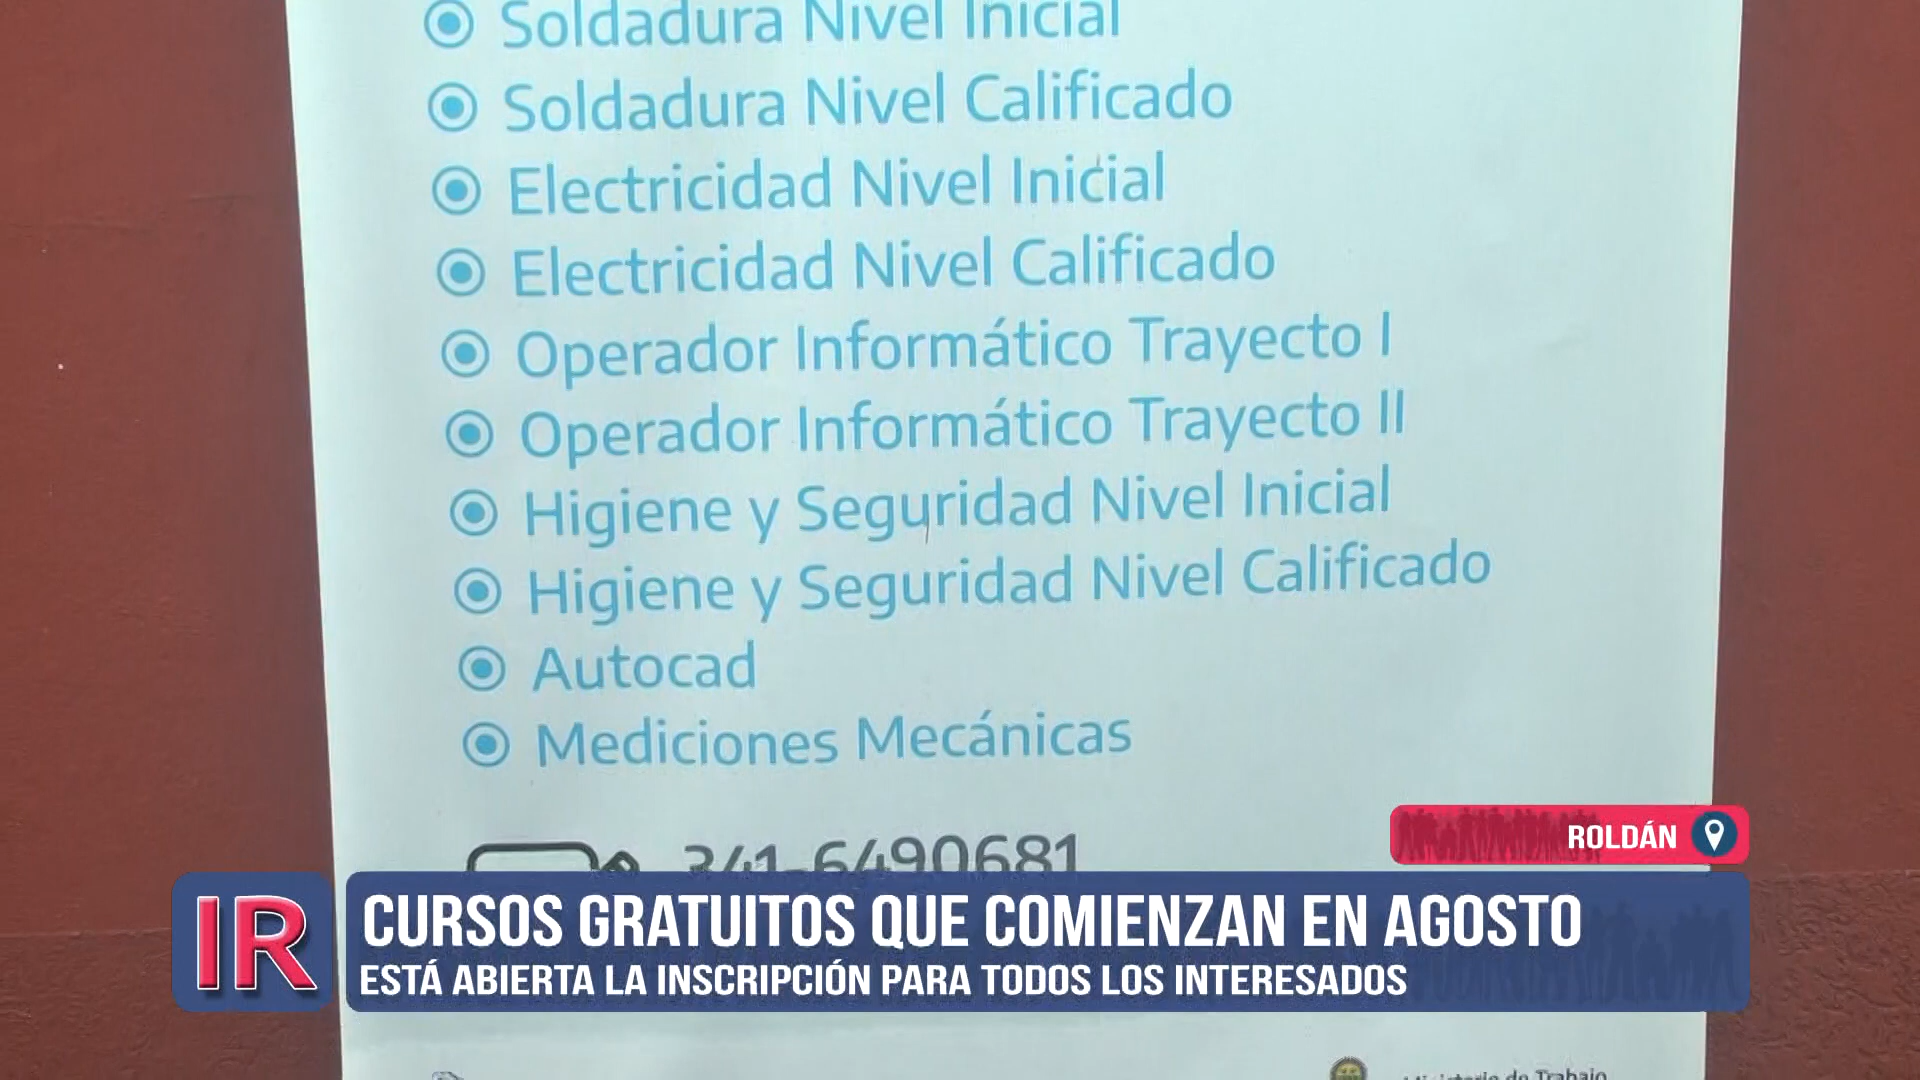 Soldadura Nivel Inicial
Soldadura Nivel Calificado
Electricidad Nivel Inicial
Electricidad Nivel Calificado
Operador Informático Trayecto I
Operador Informático Trayecto II
Higiene y Seguridad Nivel Inicial
Higiene y Seguridad Nivel Calificado
Autocad
Mediciones Mecánicas
341-6490681
ROLDÁN
IR
CURSOS GRATUITOS QUE COMIENZAN EN AGOSTO
ESTÁ ABIERTA LA INSCRIPCIÓN PARA TODOS LOS INTERESADOS
Ministerio de Trabajo